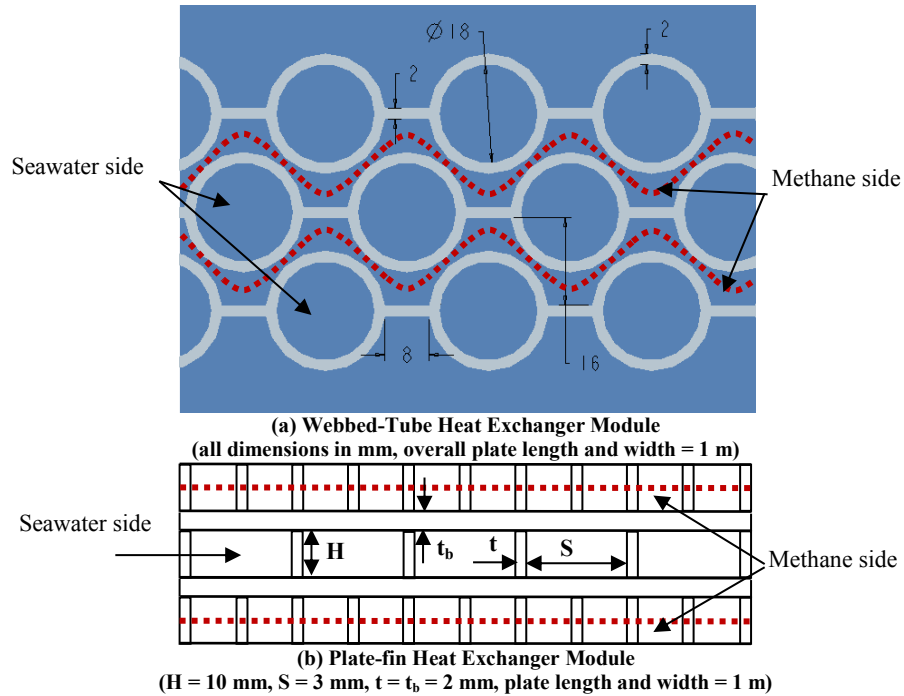 Ø18
2
2
Seawater side
Methane side
8
16
(a) Webbed-Tube Heat Exchanger Module
(all dimensions in mm, overall plate length and width = 1 m)
Seawater side
H
t_b
t
S
Methane side
(b) Plate-fin Heat Exchanger Module
(H = 10 mm, S = 3 mm, t = t_b = 2 mm, plate length and width = 1 m)